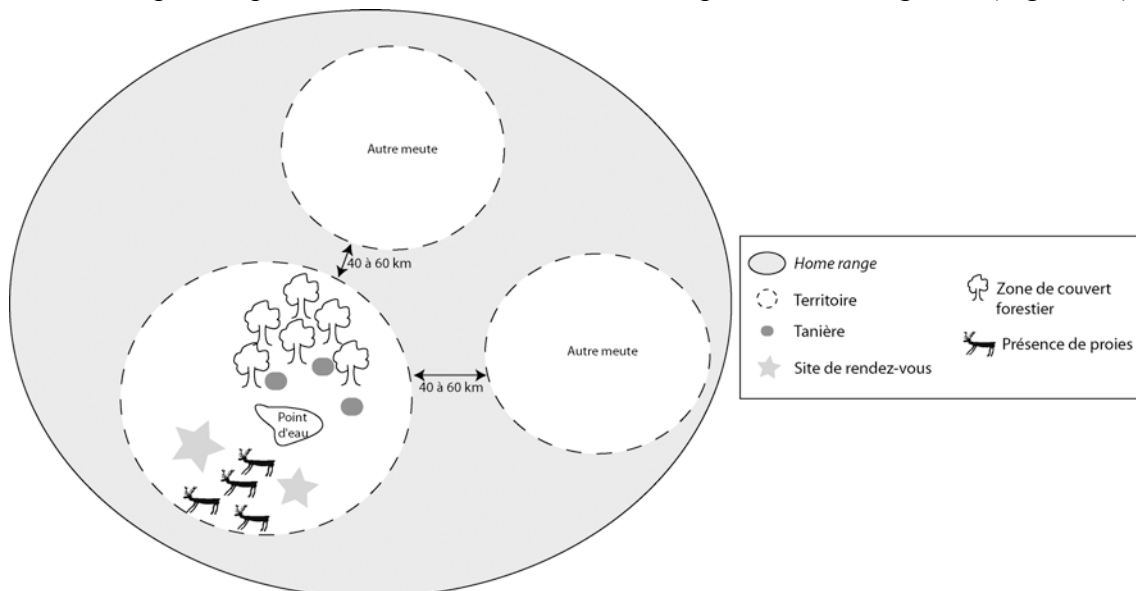 Autre meute
40 à 60 km
Autre meute
40 à 60 km
Point
d'eau
Home range
Territoire
Tanière
Site de rendez-vous
Zone de couvert
forestier
Présence de proies